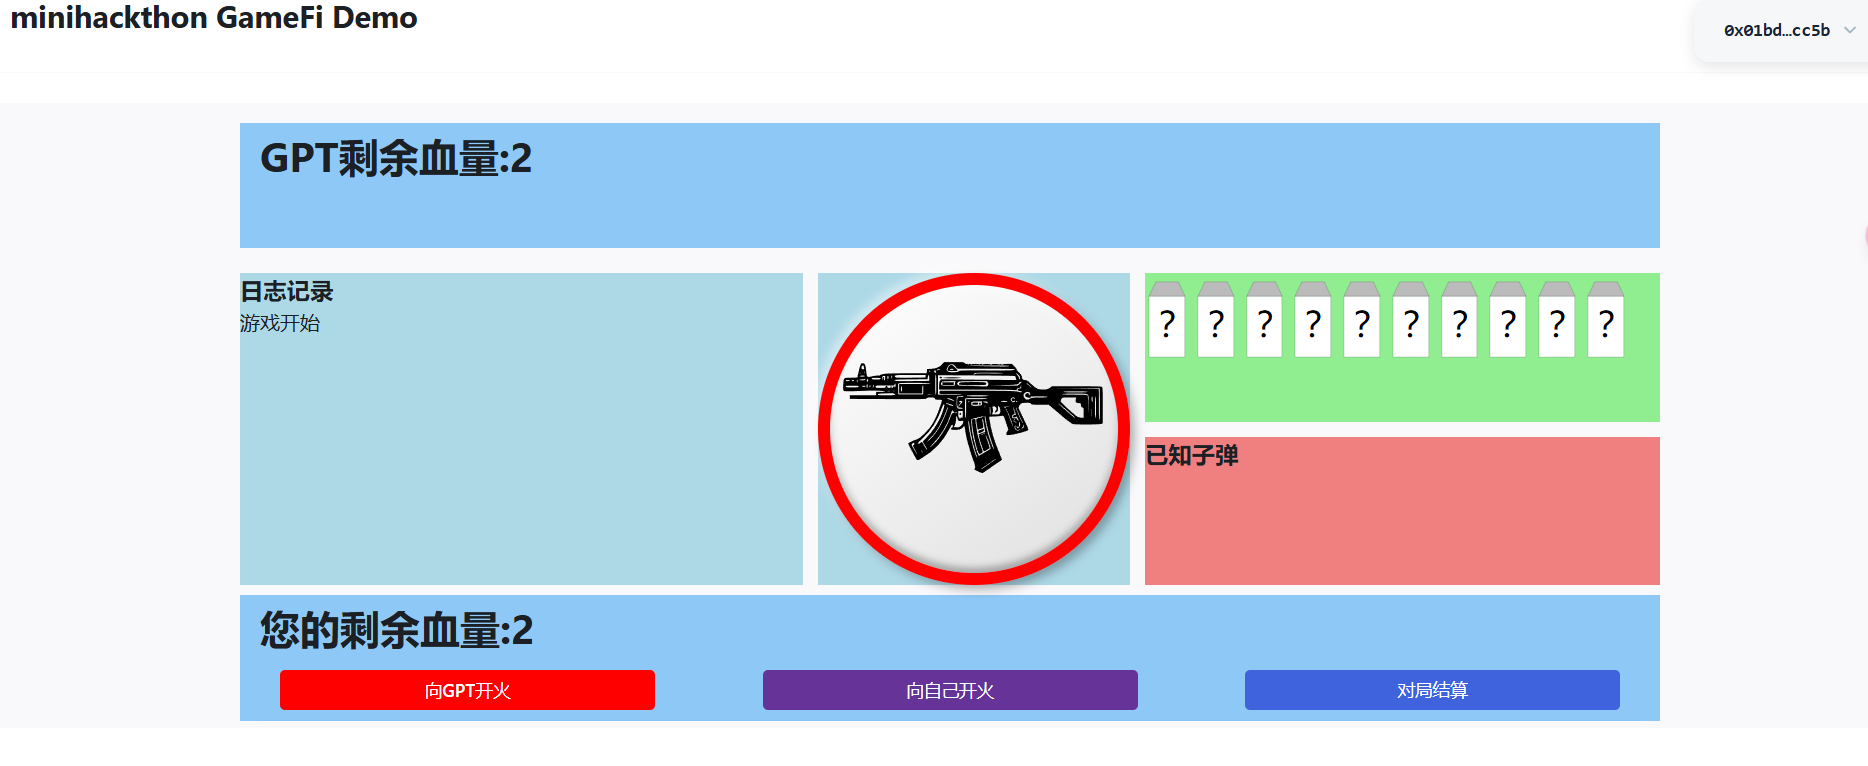 minihackthon GameFi Demo
0x01bd…cc5b
GPT剩余血量:2
日志记录
游戏开始
? ? ? ? ? ? ? ? ? ?
已知子弹
您的剩余血量:2
向GPT开火
向自己开火
对局结算